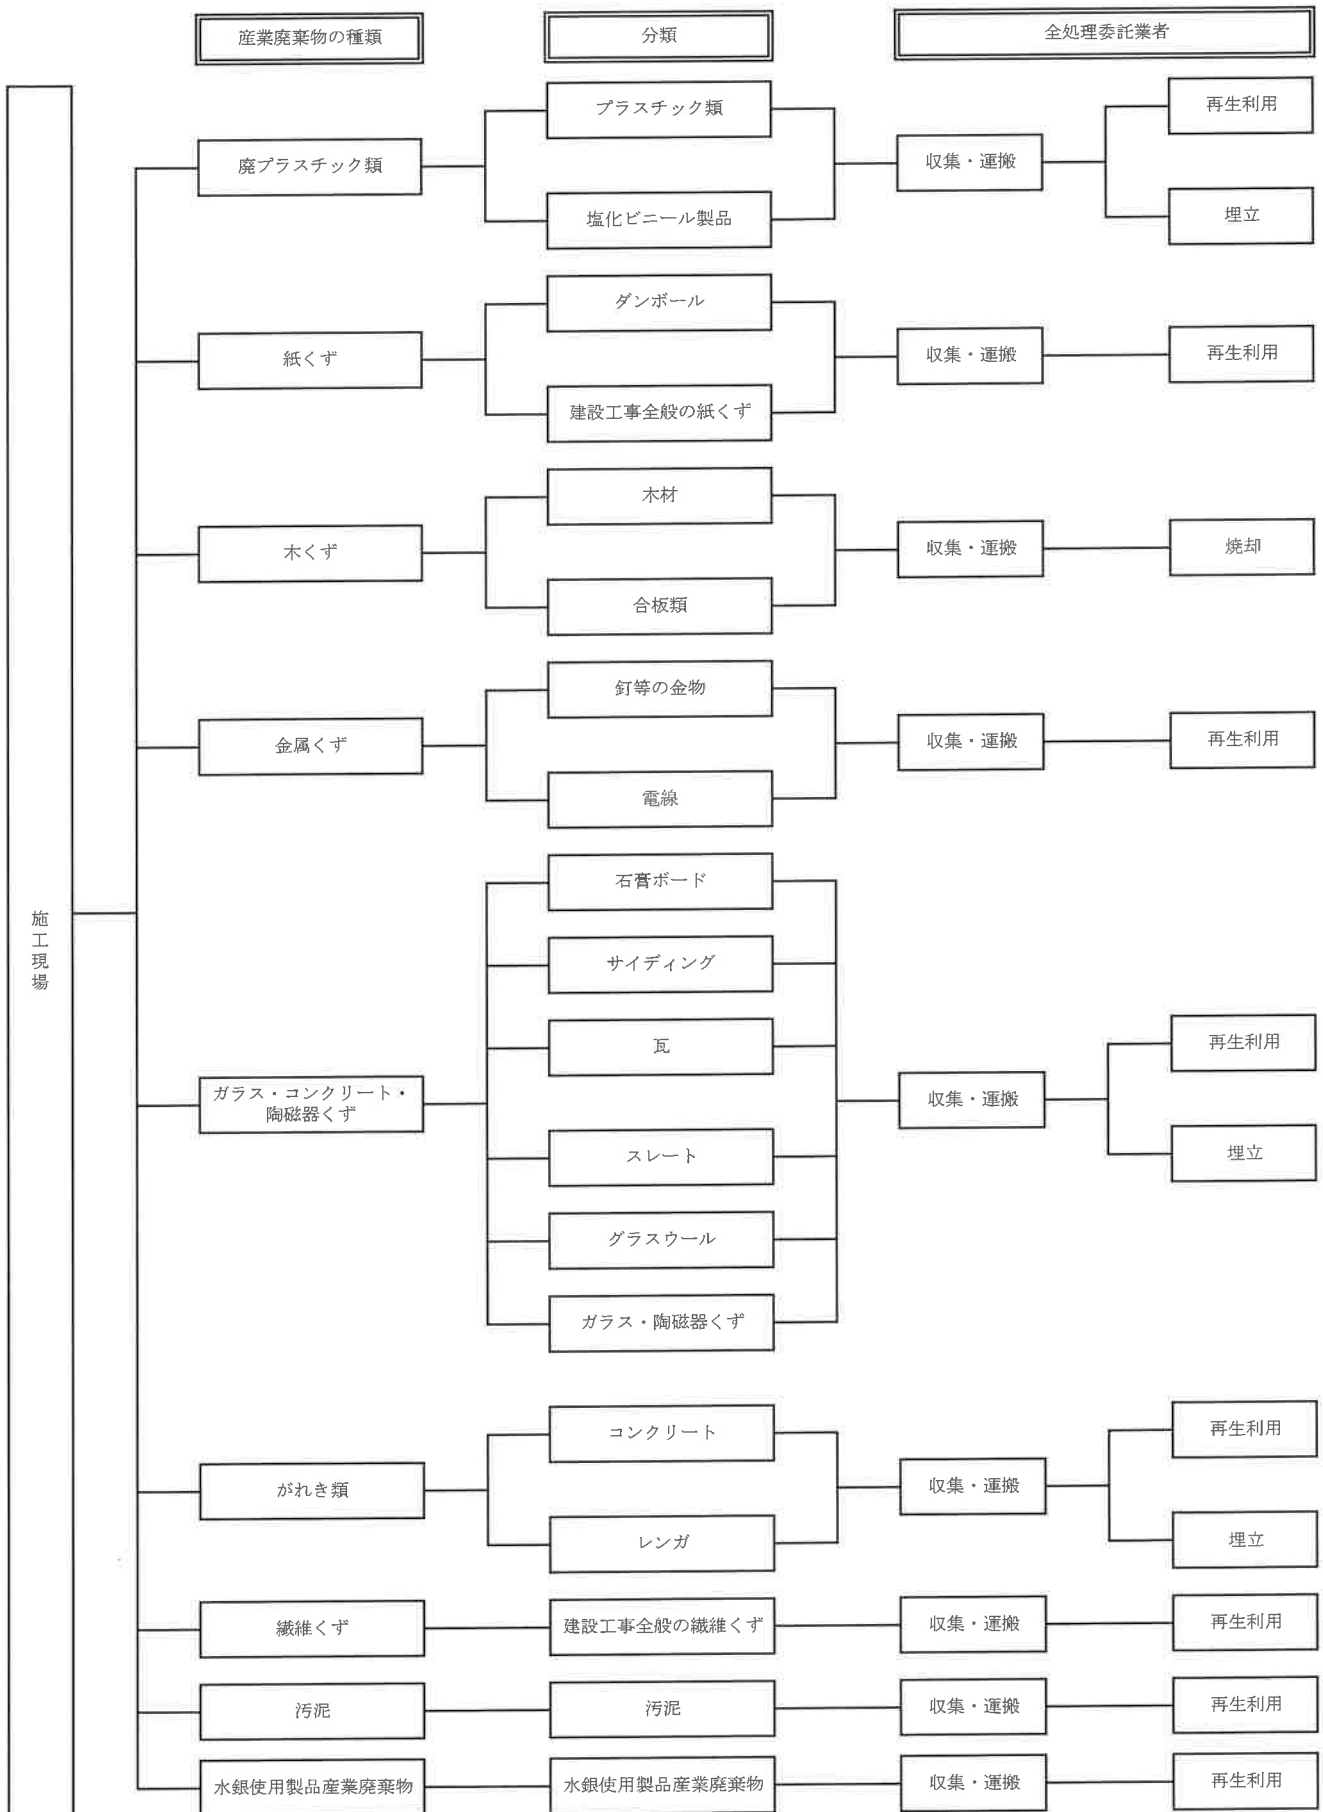 産業廃棄物の種類
分類
全処理委託業者
施工現場
廃プラスチック類
プラスチック類
塩化ビニール製品
収集・運搬
再生利用
埋立
紙くず
ダンボール
建設工事全般の紙くず
収集・運搬
再生利用
木くず
木材
合板類
収集・運搬
焼却
金属くず
釘等の金物
電線
収集・運搬
再生利用
ガラス・コンクリート・
陶磁器くず
石膏ボード
サイディング
瓦
スレート
グラスウール
ガラス・陶磁器くず
収集・運搬
再生利用
埋立
がれき類
コンクリート
レンガ
収集・運搬
再生利用
埋立
繊維くず
建設工事全般の繊維くず
収集・運搬
再生利用
汚泥
汚泥
収集・運搬
再生利用
水銀使用製品産業廃棄物
水銀使用製品産業廃棄物
収集・運搬
再生利用